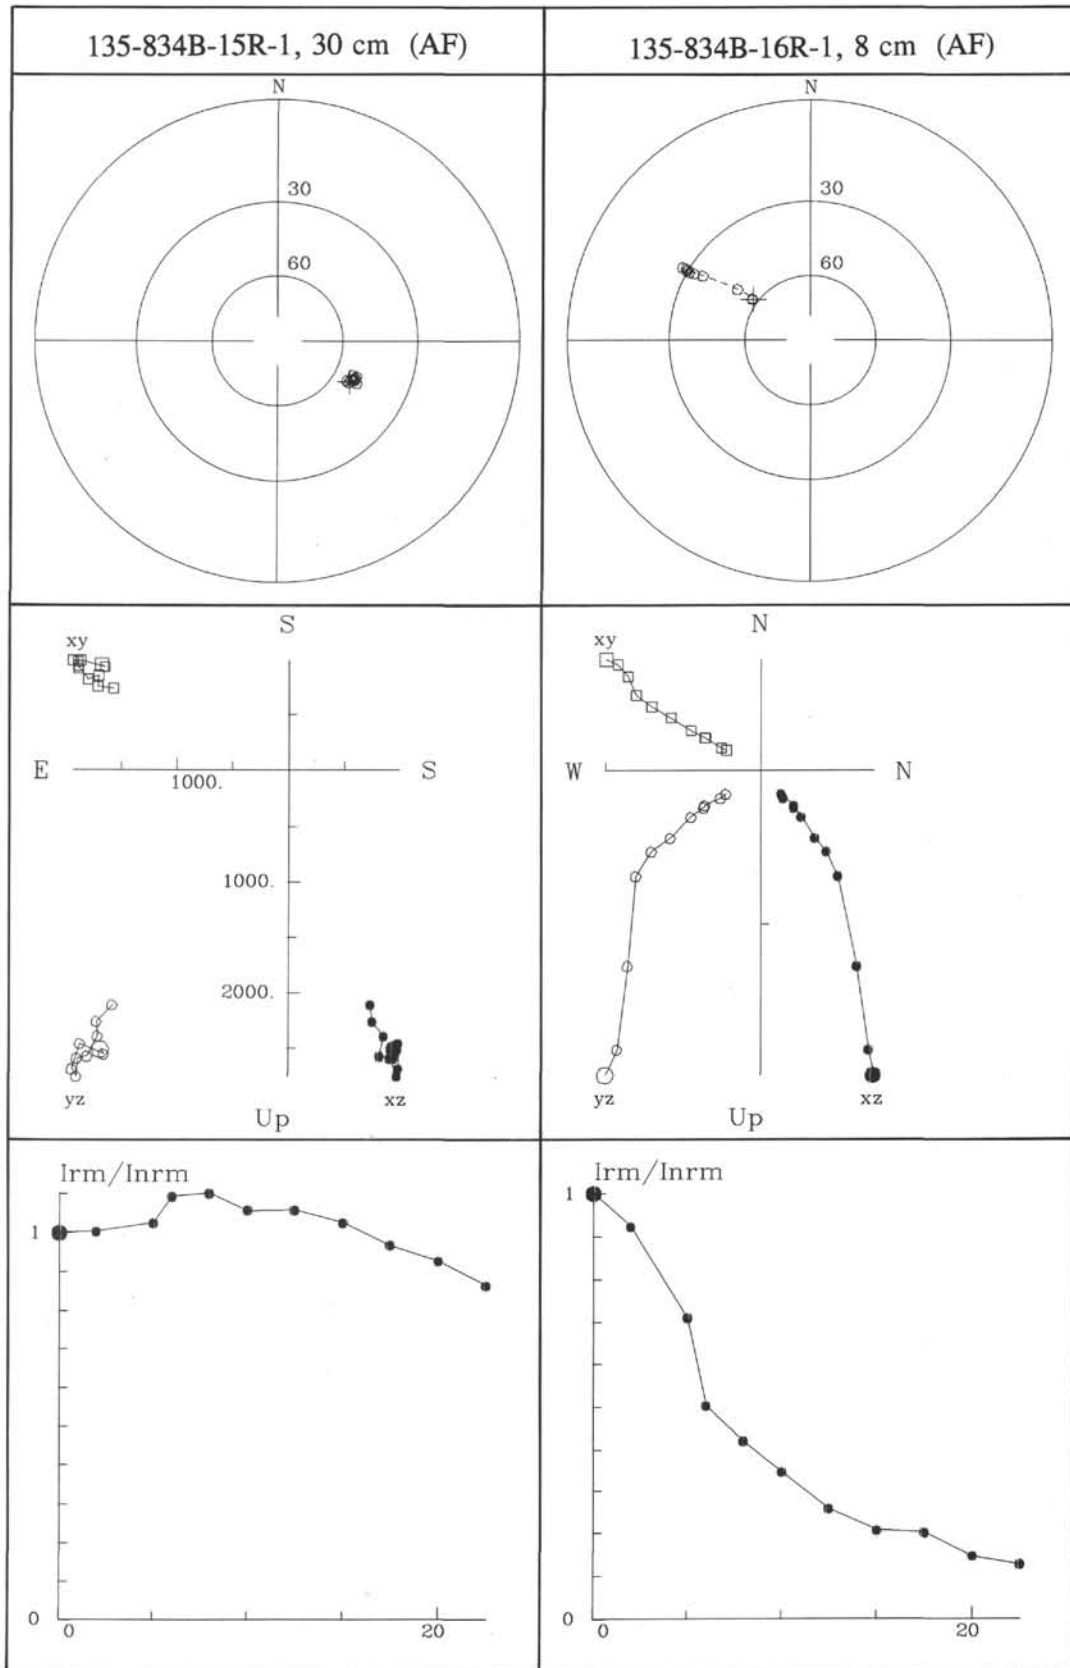 135-834B-15R-1, 30 cm (AF)
135-834B-16R-1, 8 cm (AF)
N
30
60
N
30
60
S
xy
E
1000.
S
1000.
2000.
yz
xz
Up
N
xy
W
N
yz
xz
Up
Irm/Inrm
1
0
0
20
Irm/Inrm
1
0
0
20